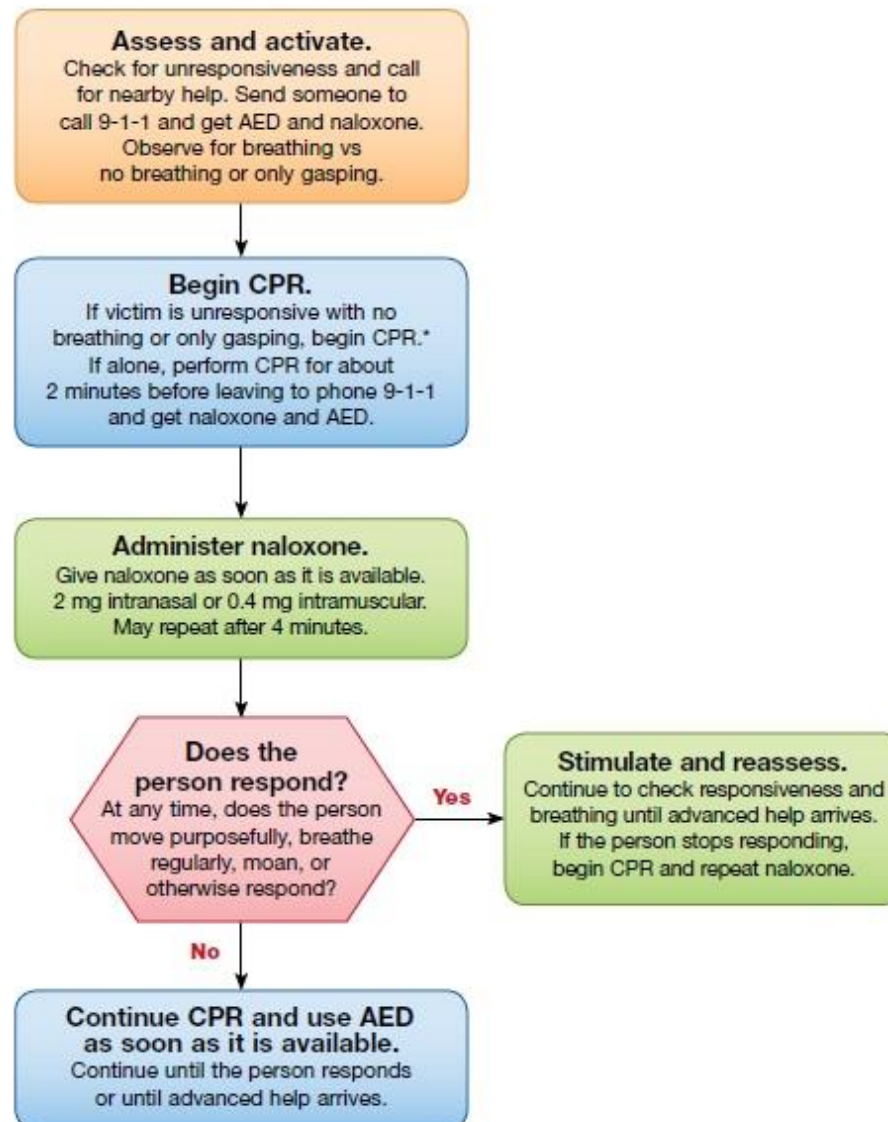 Assess and activate.
Check for unresponsiveness and call
for nearby help. Send someone to
call 9-1-1 and get AED and naloxone.
Observe for breathing vs
no breathing or only gasping.
Begin CPR.
If victim is unresponsive with no
breathing or only gasping, begin CPR.*
If alone, perform CPR for about
2 minutes before leaving to phone 9-1-1
and get naloxone and AED.
Administer naloxone.
Give naloxone as soon as it is available.
2 mg intranasal or 0.4 mg intramuscular.
May repeat after 4 minutes.
Does the
person respond?
At any time, does the person
move purposefully, breathe
regularly, moan, or
otherwise respond?
Yes
Stimulate and reassess.
Continue to check responsiveness and
breathing until advanced help arrives.
If the person stops responding,
begin CPR and repeat naloxone.
No
Continue CPR and use AED
as soon as it is available.
Continue until the person responds
or until advanced help arrives.